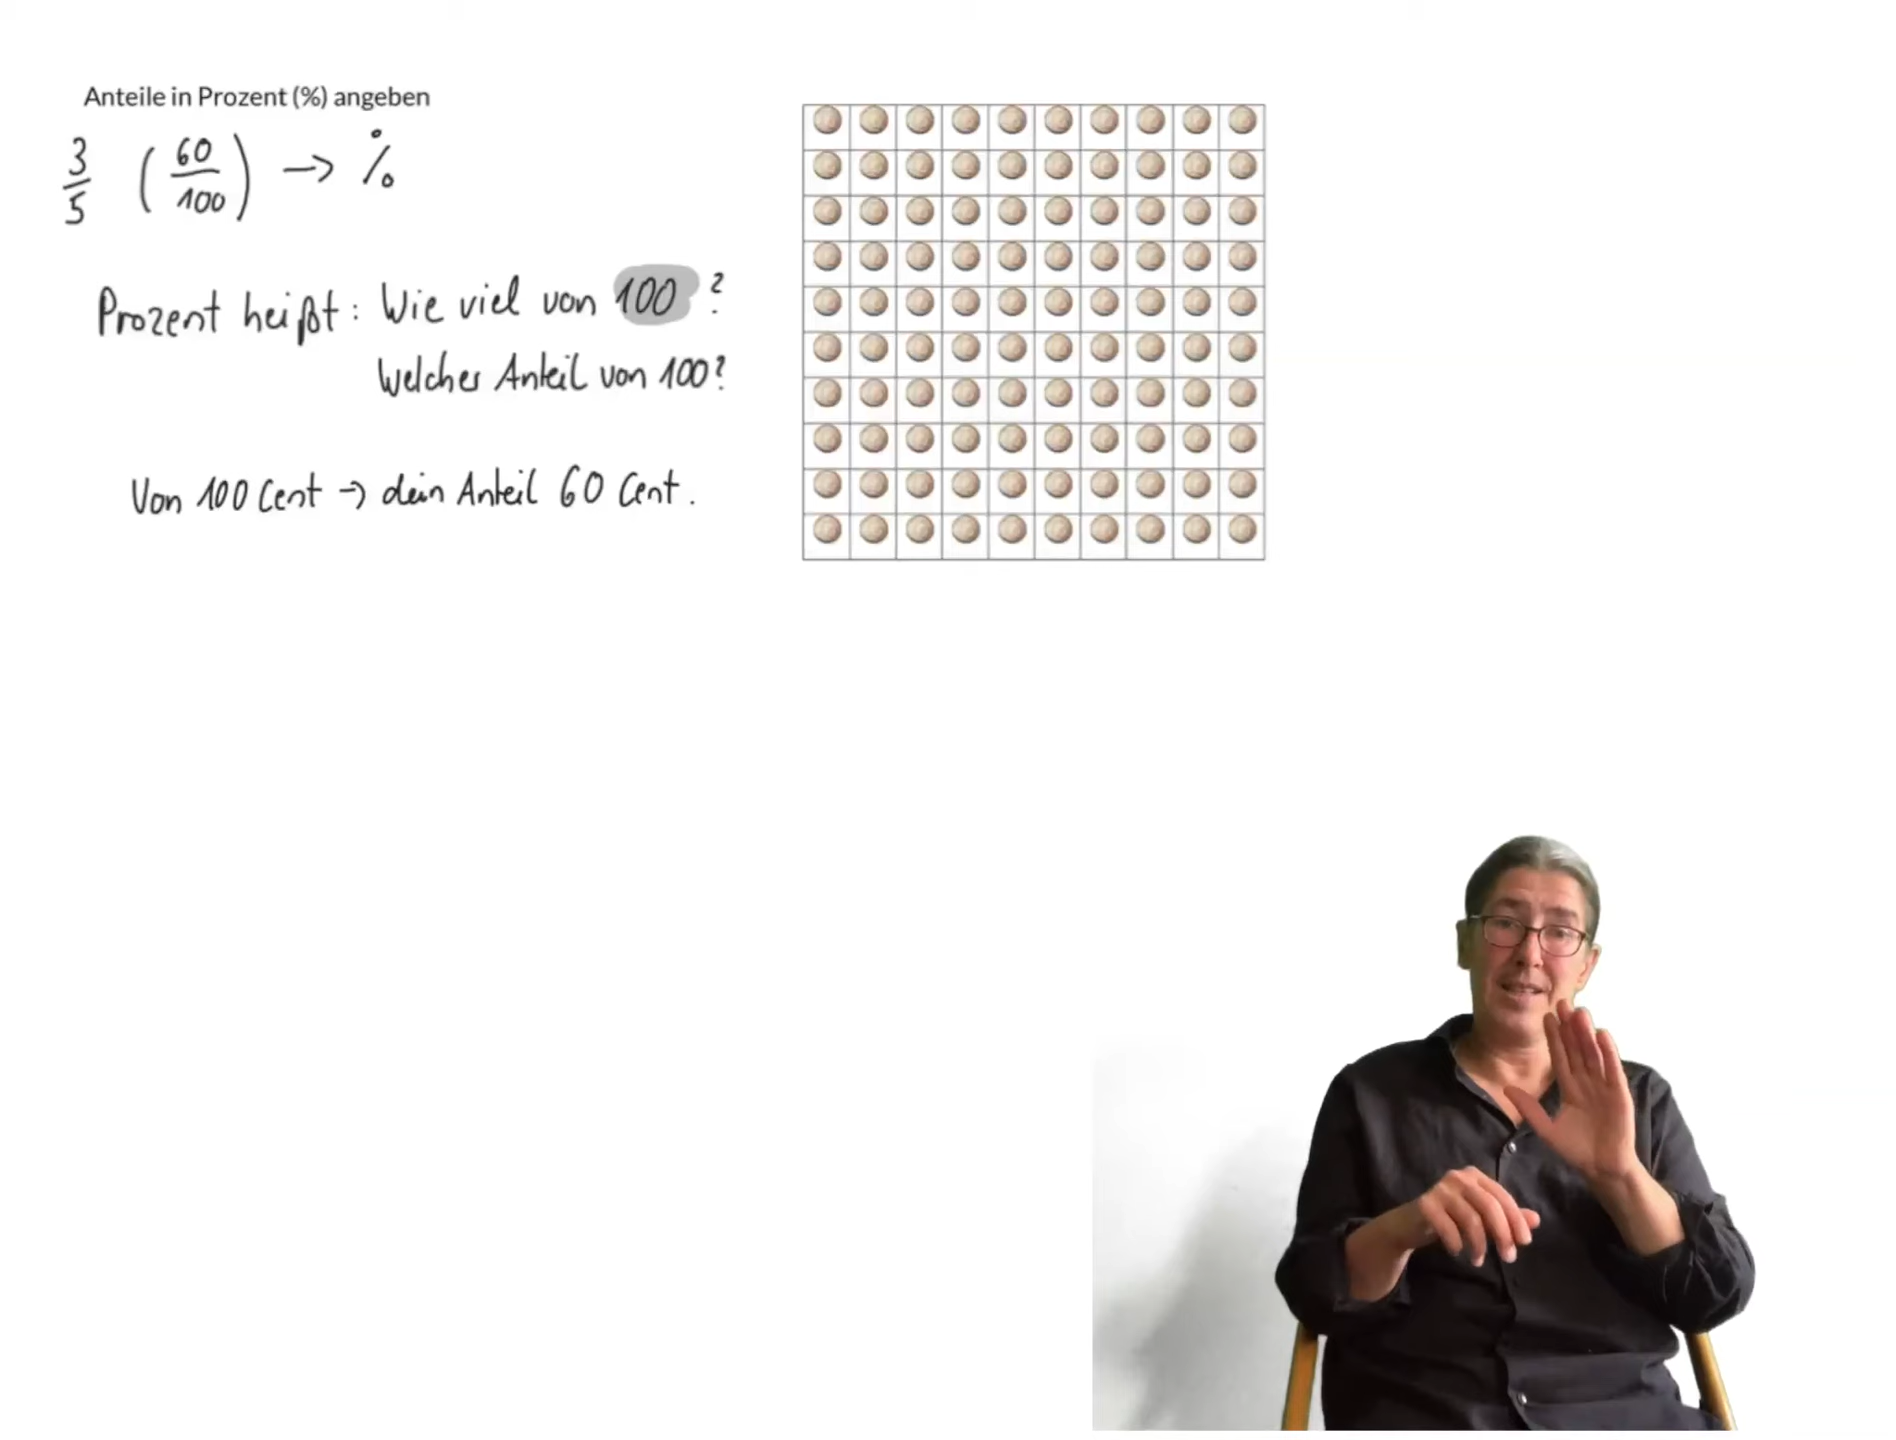 Anteile in Prozent (%) angeben
3/5 (60/100) → %
Prozent heißt: Wie viel von 100?
Welcher Anteil von 100?
Von 100 Cent → dein Anteil 60 Cent.